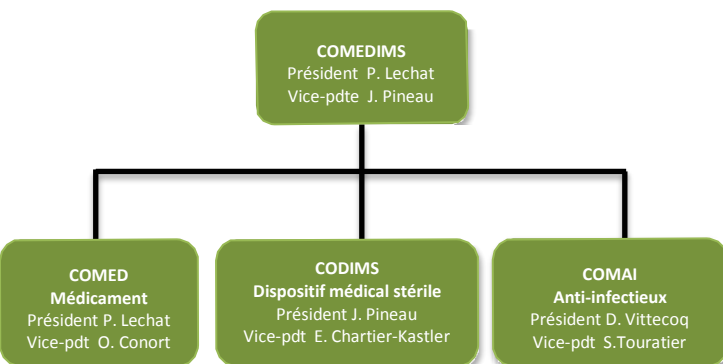 COMEDIMS
Président P. Lechat
Vice-pdte J. Pineau
COMED
Médicament
Président P. Lechat
Vice-pdt O. Conort
CODIMS
Dispositif médical stérile
Président J. Pineau
Vice-pdt E. Chartier-Kastler
COMAI
Anti-infectieux
Président D. Vittecoq
Vice-pdt S.Touratier